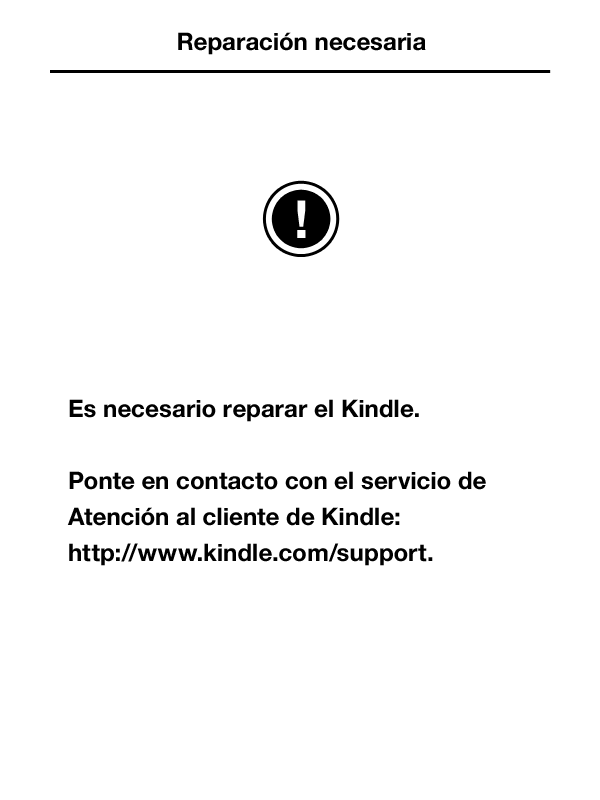 Reparación necesaria
!
Es necesario reparar el Kindle.
Ponte en contacto con el servicio de
Atención al cliente de Kindle:
http://www.kindle.com/support.